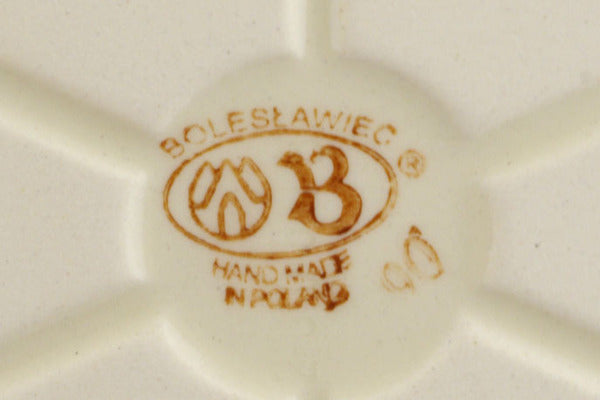 BOLESŁAWIEC
B ®
HAND MADE
IN POLAND